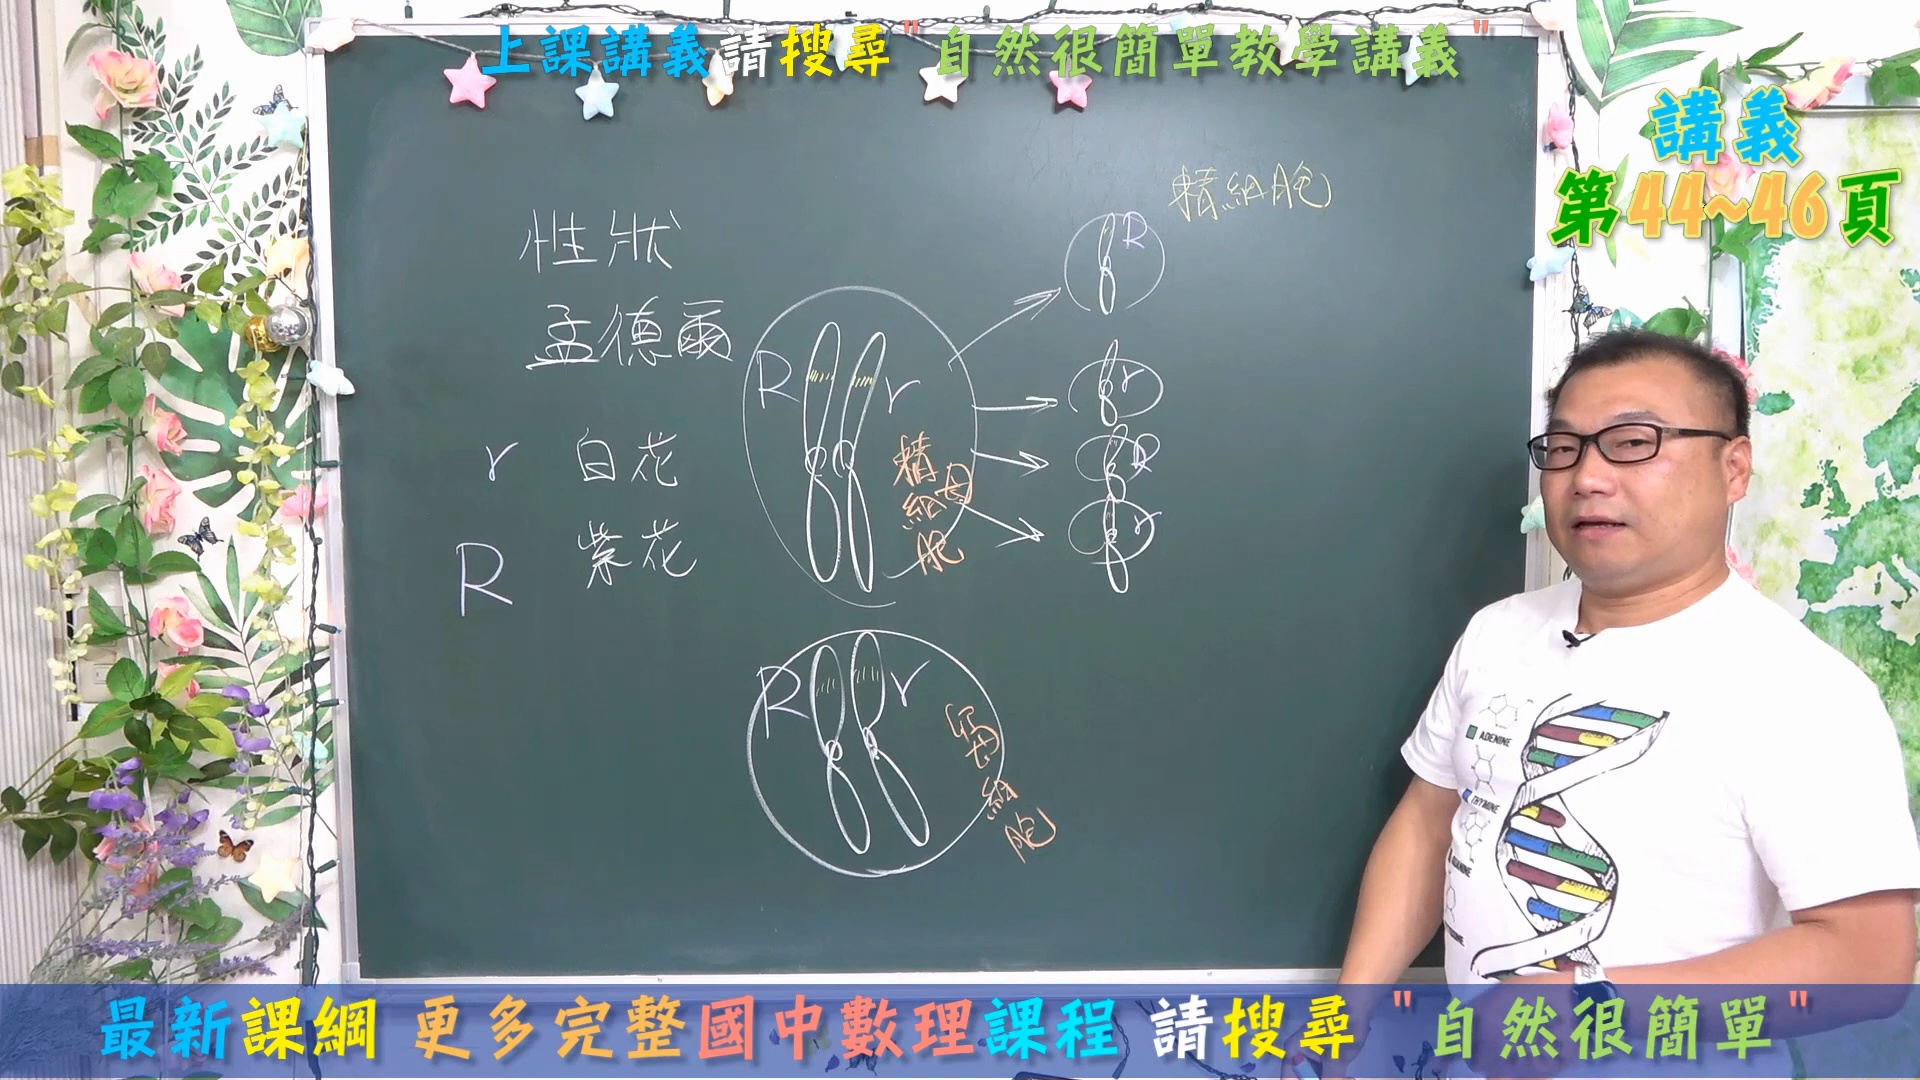 上課講義請搜尋"自然很簡單教學講義"
講義
第44~46頁
精細胞
R
性狀
孟德爾
R r
r
r 白花
精母細胞
R
紫花
r
R
R r
卵母細胞
ADENINE
THYMINE
最新課綱 更多完整國中數理課程 請搜尋"自然很簡單"